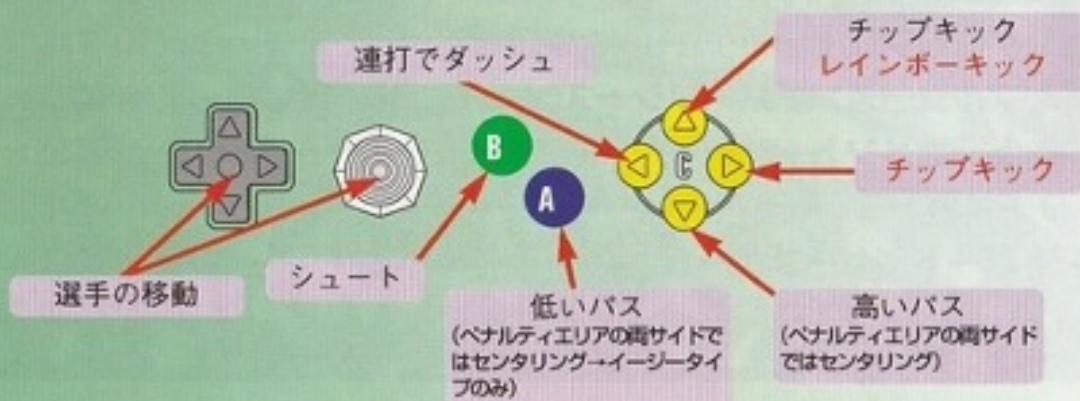 チップキック
レインボーキック
連打でダッシュ
B
A
C
チップキック
選手の移動
シュート
低いパス
(ペナルティエリアの両サイドで
はセンタリング→イージータイ
プのみ)
高いパス
(ペナルティエリアの両サイド
ではセンタリング)